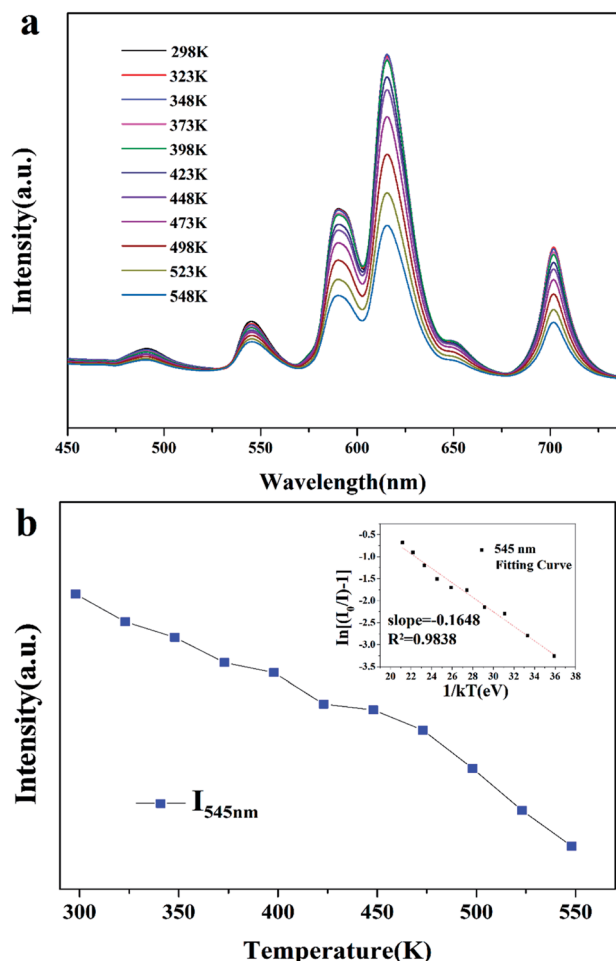 a
298K
323K
348K
373K
398K
423K
448K
473K
498K
523K
548K
Intensity(a.u.)
450 500 550 600 650 700
Wavelength(nm)
b
-0.5
-1.0
-1.5
-2.0
-2.5
-3.0
-3.5
ln[(I₀/I)-1]
545 nm
Fitting Curve
slope=-0.1648
R²=0.9838
20 22 24 26 28 30 32 34 36 38
1/kT(eV)
Intensity(a.u.)
I₅₄₅ₙₘ
300 350 400 450 500 550
Temperature(K)